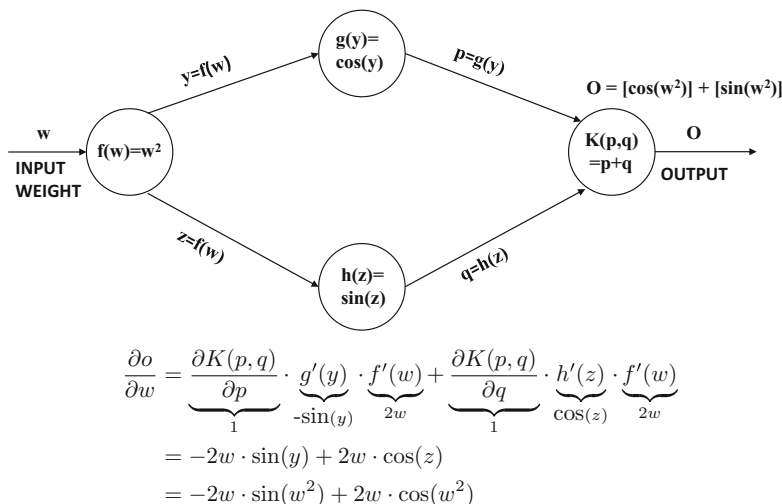 g(y)=
cos(y)
y=f(w)
p=g(y)
O = [cos(w²)] + [sin(w²)]
w
f(w)=w²
K(p,q)
=p+q
O
INPUT
WEIGHT
OUTPUT
z=f(w)
q=h(z)
h(z)=
sin(z)
∂o/∂w = ∂K(p, q)/∂p · g′(y) · f′(w) + ∂K(p, q)/∂q · h′(z) · f′(w)
1 -sin(y) 2w 1 cos(z) 2w
= −2w · sin(y) + 2w · cos(z)
= −2w · sin(w²) + 2w · cos(w²)